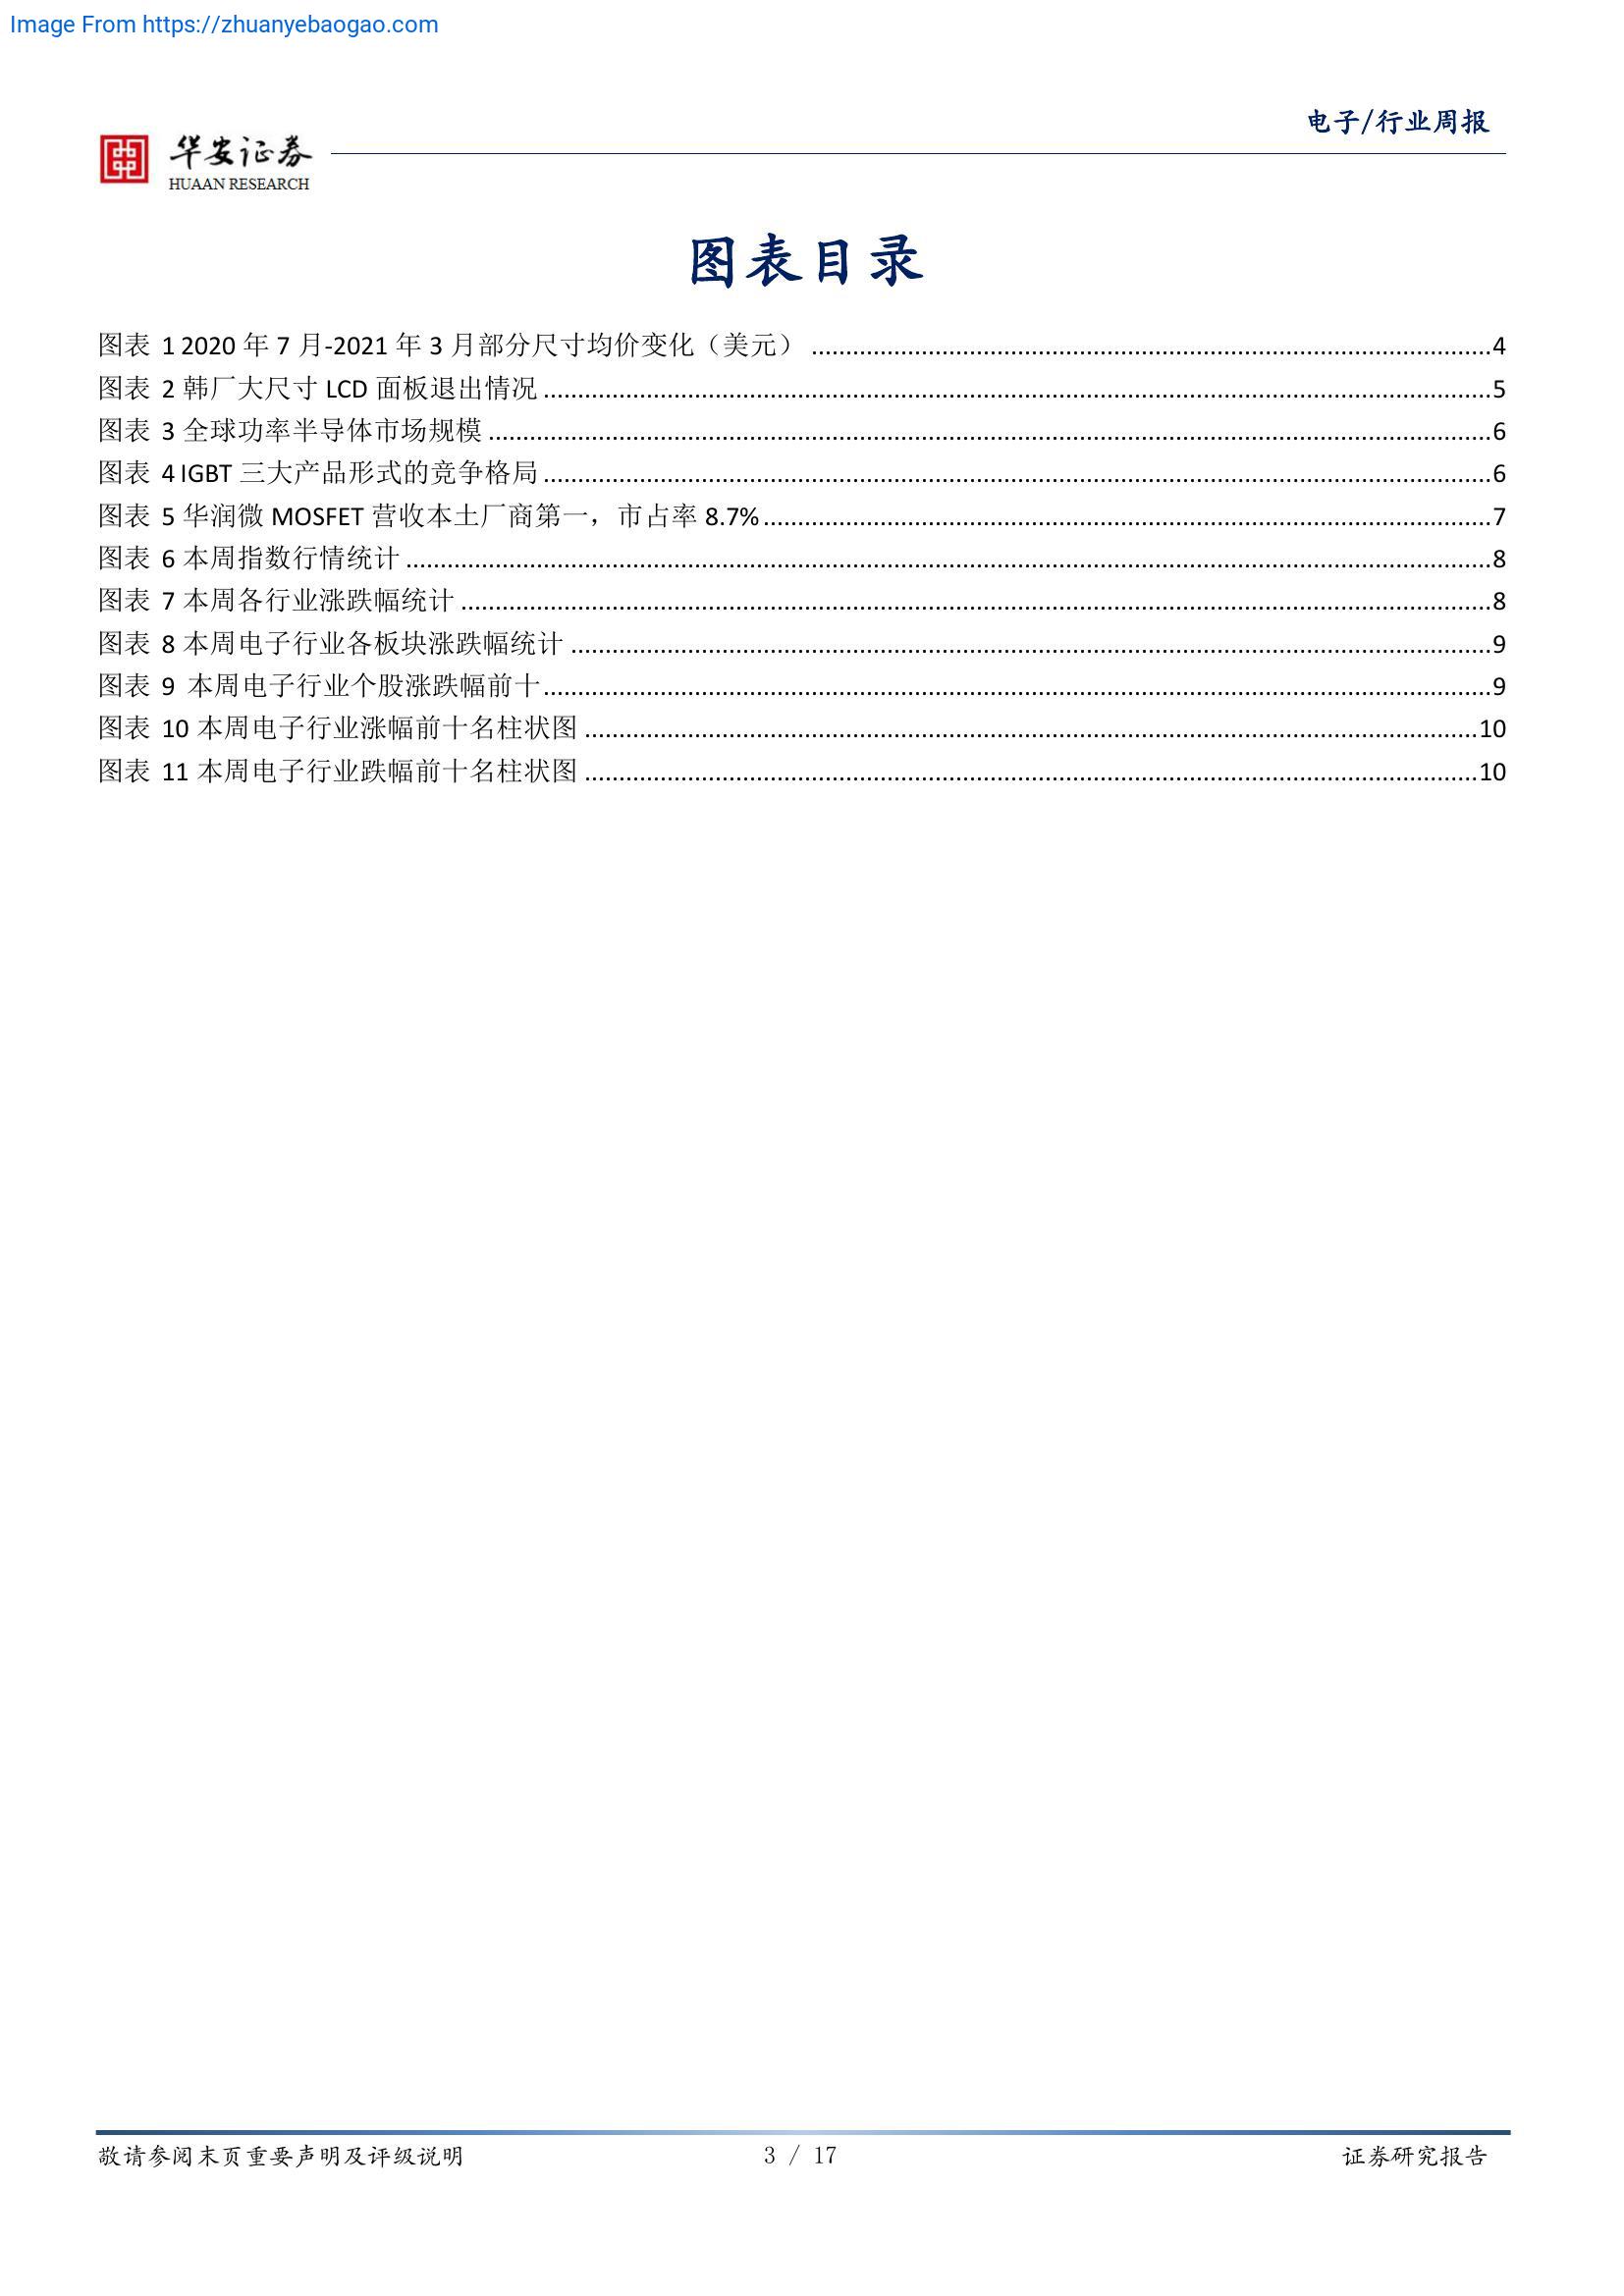 Image From https://zhuanyebaogao.com
电子/行业周报
华安证券
HUAAN RESEARCH
图表目录
图表 1 2020 年 7 月-2021 年 3 月部分尺寸均价变化（美元） ........................................ 4
图表 2 韩厂大尺寸 LCD 面板退出情况 ........................................ 5
图表 3 全球功率半导体市场规模 ........................................ 6
图表 4 IGBT 三大产品形式的竞争格局 ........................................ 6
图表 5 华润微 MOSFET 营收本土厂商第一，市占率 8.7% ........................................ 7
图表 6 本周指数行情统计 ........................................ 8
图表 7 本周各行业涨跌幅统计 ........................................ 8
图表 8 本周电子行业各板块涨跌幅统计 ........................................ 9
图表 9 本周电子行业个股涨跌幅前十 ........................................ 9
图表 10 本周电子行业涨幅前十名柱状图 ........................................ 10
图表 11 本周电子行业跌幅前十名柱状图 ........................................ 10
敬请参阅末页重要声明及评级说明
3 / 17
证券研究报告